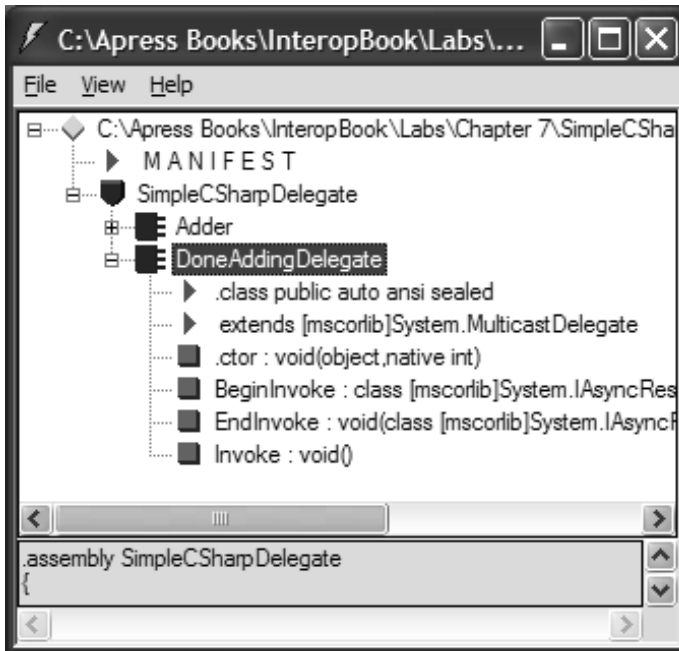 C:\Apress Books\InteropBook\Labs\...
File View Help
C:\Apress Books\InteropBook\Labs\Chapter 7\SimpleCSha
M A N I F E S T
SimpleCSharpDelegate
Adder
DoneAddingDelegate
.class public auto ansi sealed
extends [mscorlib]System.MulticastDelegate
.ctor : void(object,native int)
BeginInvoke : class [mscorlib]System.IAsyncRes
EndInvoke : void(class [mscorlib]System.IAsyncF
Invoke : void()
.assembly SimpleCSharpDelegate
{